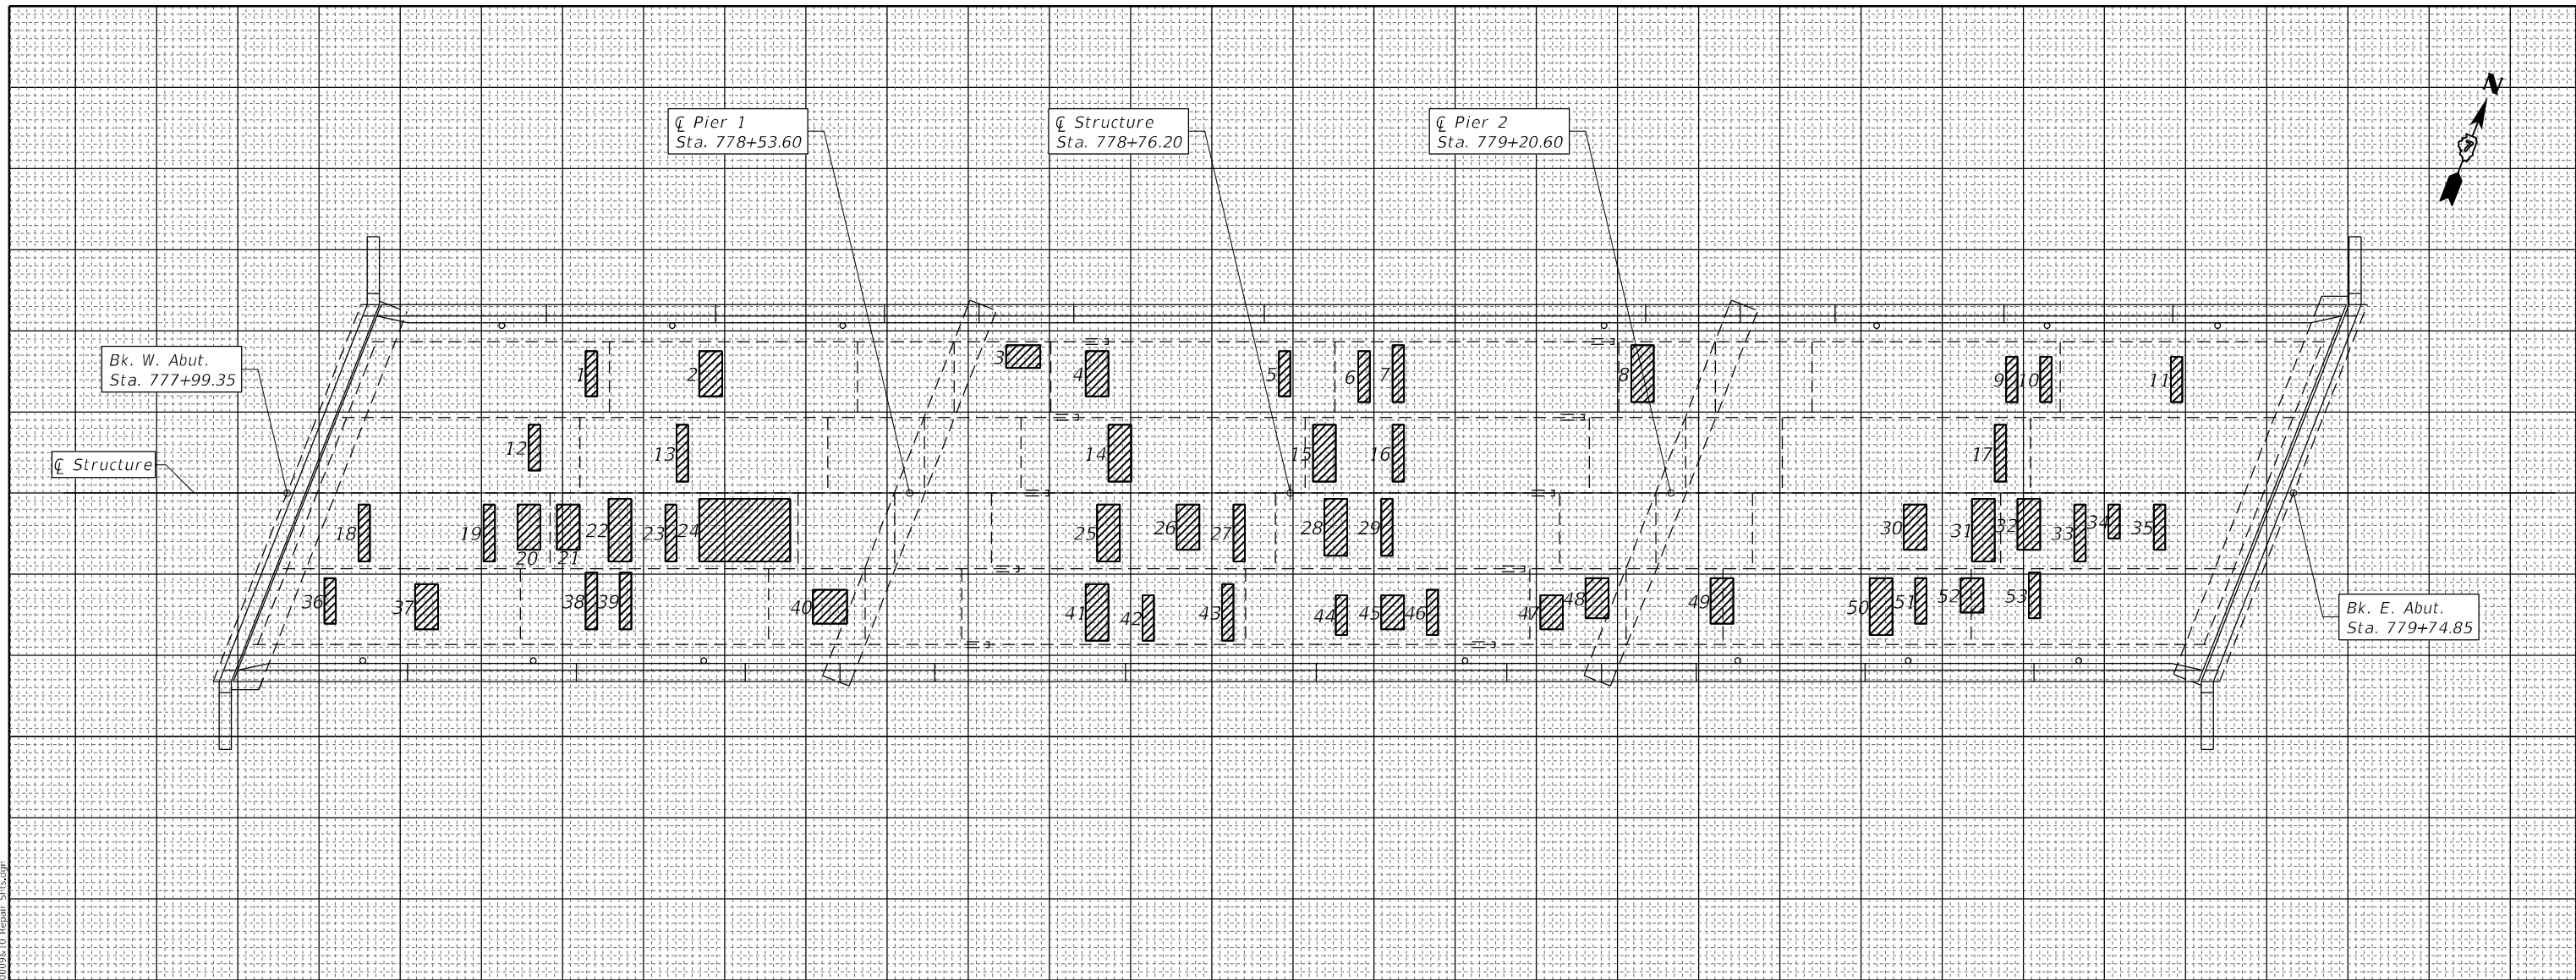 N
℄ Pier 1
Sta. 778+53.60
℄ Structure
Sta. 778+76.20
℄ Pier 2
Sta. 779+20.60
Bk. W. Abut.
Sta. 777+99.35
℄ Structure
Bk. E. Abut.
Sta. 779+74.85
1 2 3 4 5 6 7 8 9 10 11
12 13 14 15 16 17
18 19 20 21 22 23 24 25 26 27 28 29 30 31 32 33 34 35
36 37 38 39 40 41 42 43 44 45 46 47 48 49 50 51 52 53